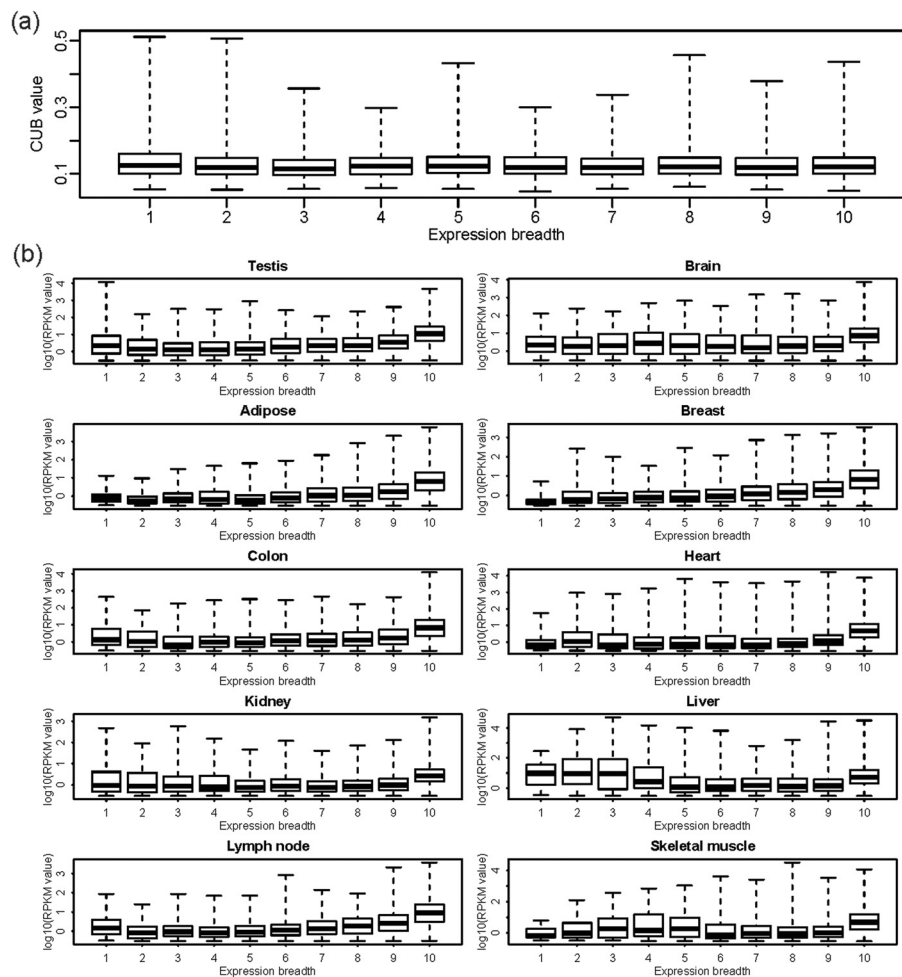 (a)
CUB value
0.5
0.3
0.1
1 2 3 4 5 6 7 8 9 10
Expression breadth
(b)
Testis
log10(RPKM value)
4
3
2
1
0
1 2 3 4 5 6 7 8 9 10
Expression breadth
Brain
log10(RPKM value)
4
3
2
1
0
1 2 3 4 5 6 7 8 9 10
Expression breadth
Adipose
log10(RPKM value)
3
2
1
0
1 2 3 4 5 6 7 8 9 10
Expression breadth
Breast
log10(RPKM value)
3
2
1
0
1 2 3 4 5 6 7 8 9 10
Expression breadth
Colon
log10(RPKM value)
4
3
2
1
0
1 2 3 4 5 6 7 8 9 10
Expression breadth
Heart
log10(RPKM value)
4
3
2
1
0
1 2 3 4 5 6 7 8 9 10
Expression breadth
Kidney
log10(RPKM value)
3
2
1
0
1 2 3 4 5 6 7 8 9 10
Expression breadth
Liver
log10(RPKM value)
4
2
0
1 2 3 4 5 6 7 8 9 10
Expression breadth
Lymph node
log10(RPKM value)
3
2
1
0
1 2 3 4 5 6 7 8 9 10
Expression breadth
Skeletal muscle
log10(RPKM value)
4
3
2
1
0
1 2 3 4 5 6 7 8 9 10
Expression breadth